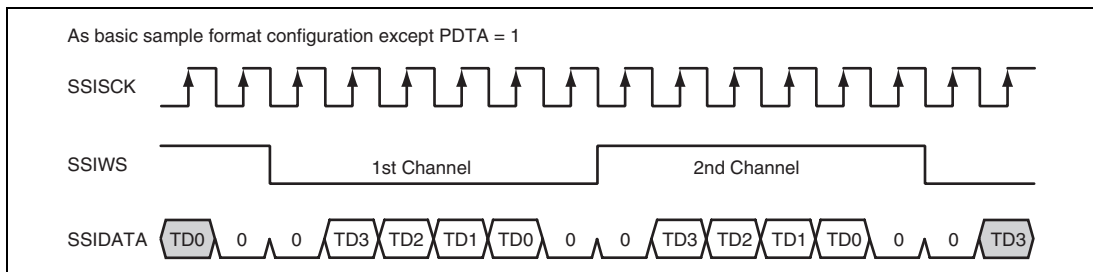 As basic sample format configuration except PDTA = 1
SSISCK
SSIWS 1st Channel 2nd Channel
SSIDATA TD0 0 0 TD3 TD2 TD1 TD0 0 0 TD3 TD2 TD1 TD0 0 0 TD3